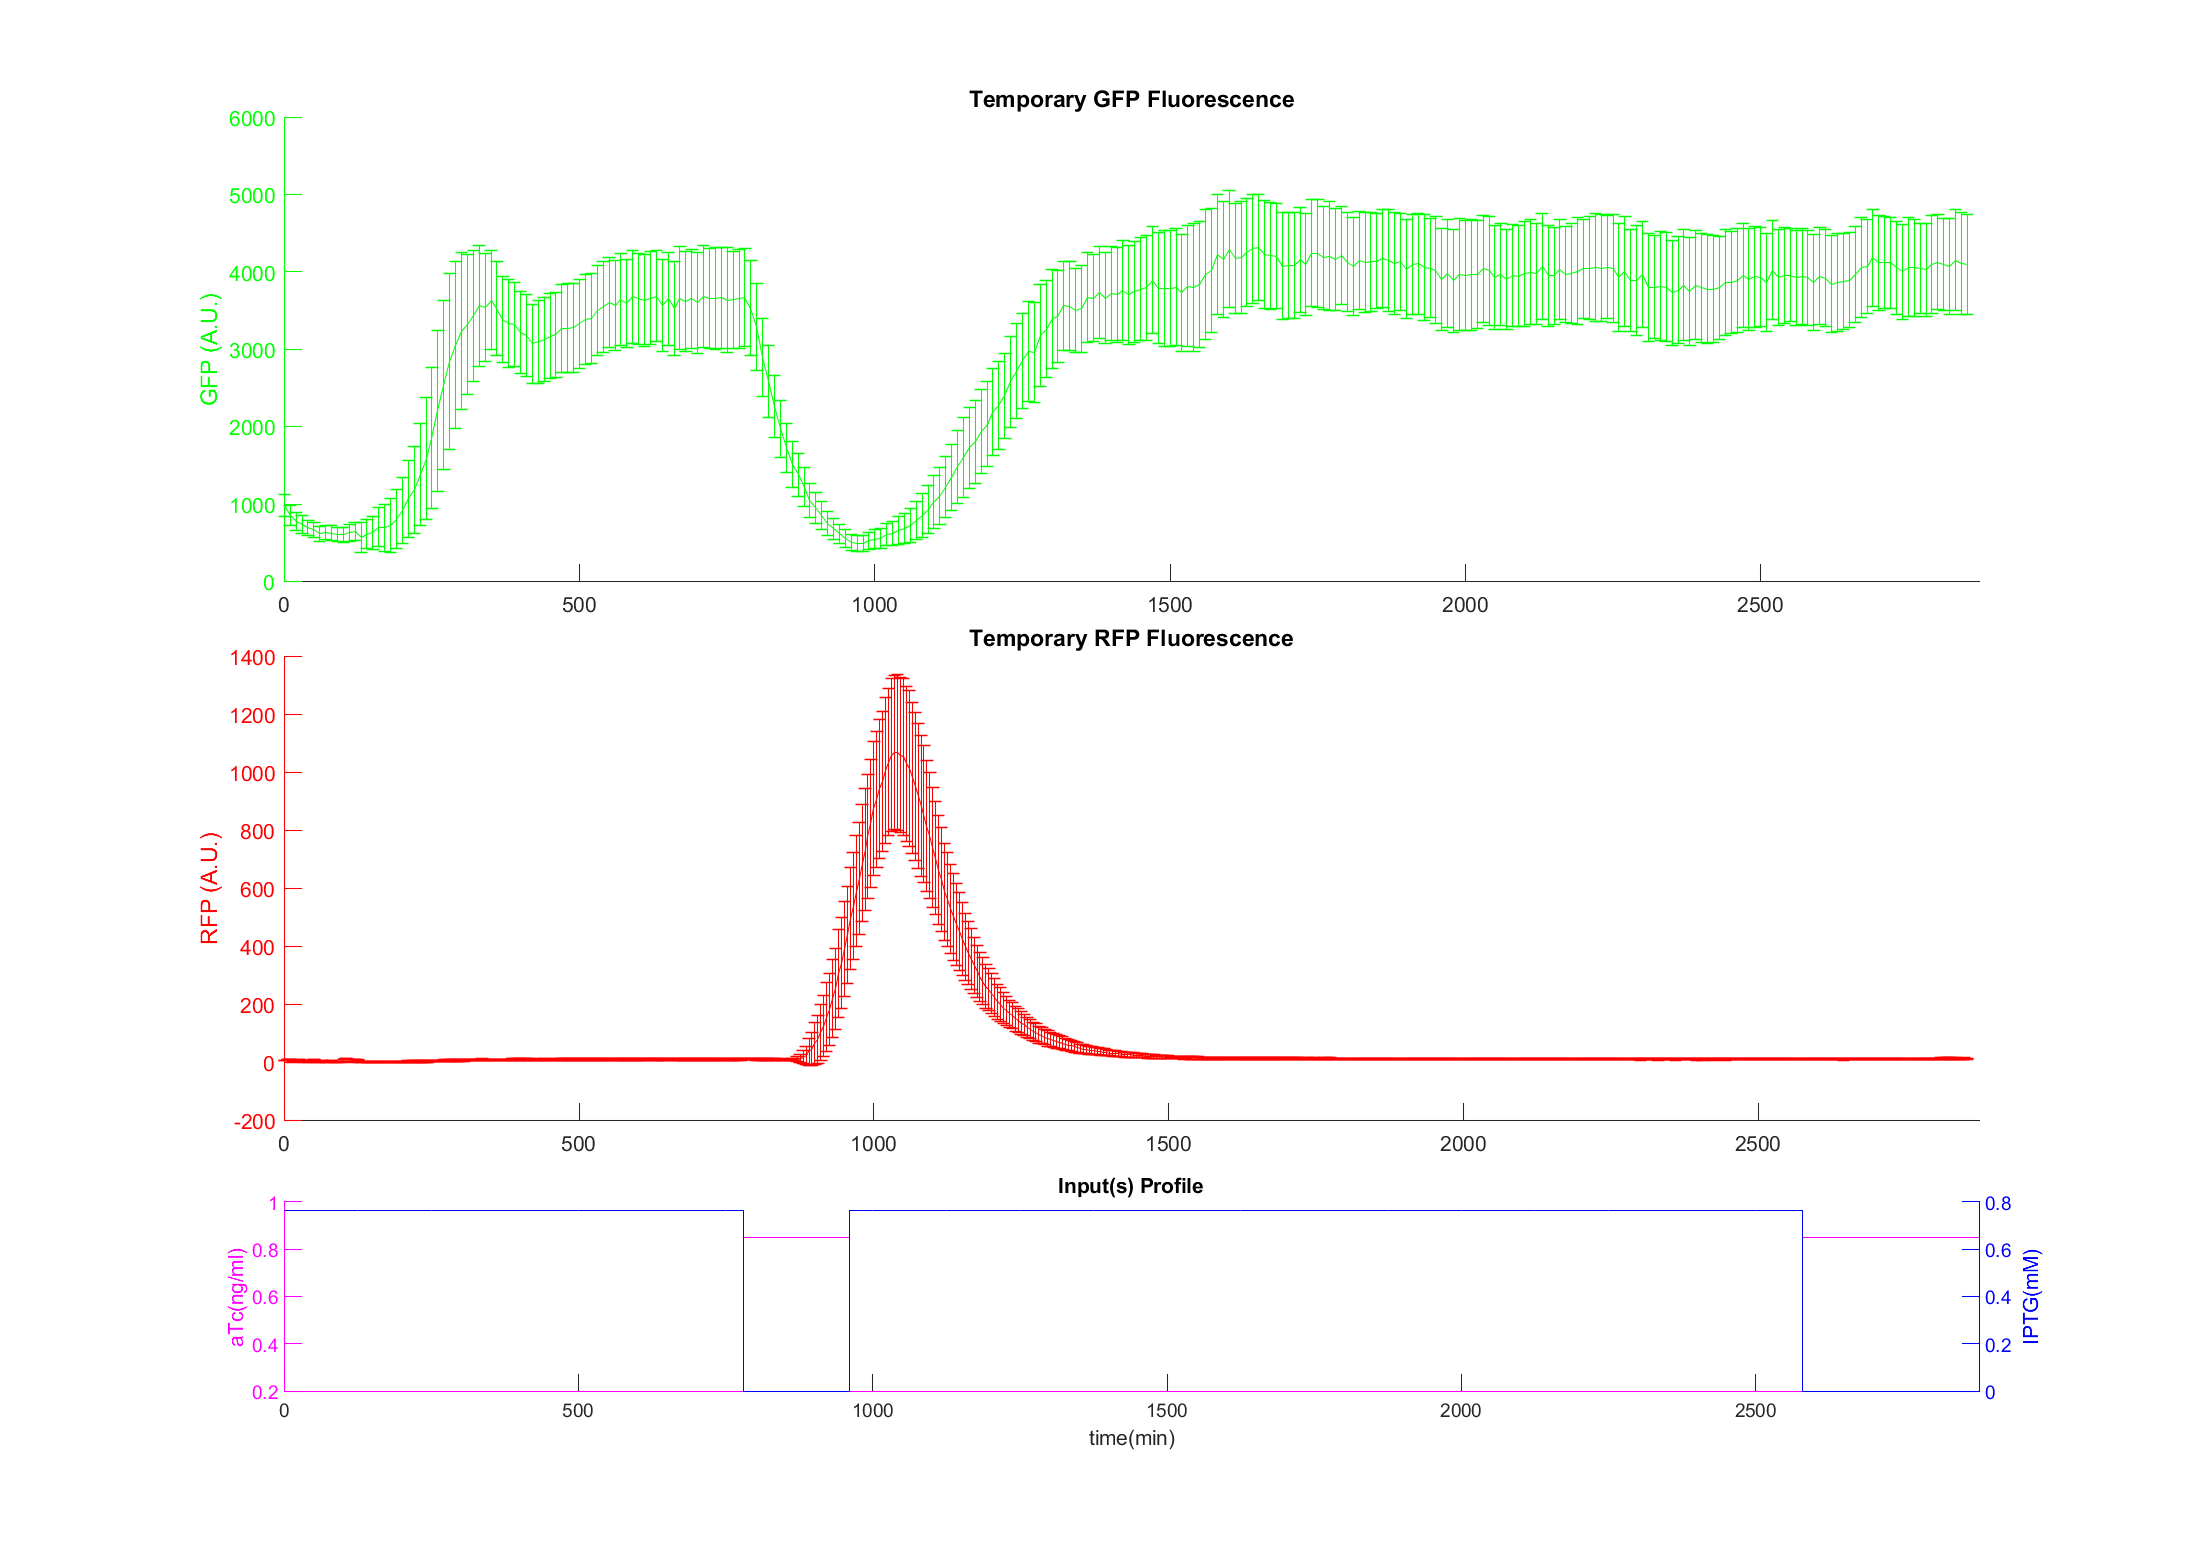 Temporary GFP Fluorescence
6000
5000
4000
3000
2000
1000
0
GFP (A.U.)
0 500 1000 1500 2000 2500
Temporary RFP Fluorescence
1400
1200
1000
800
600
400
200
0
-200
RFP (A.U.)
0 500 1000 1500 2000 2500
Input(s) Profile
1
0.8
0.6
0.4
0.2
aTc(ng/ml)
0.8
0.6
0.4
0.2
0
IPTG(mM)
0 500 1000 1500 2000 2500
time(min)